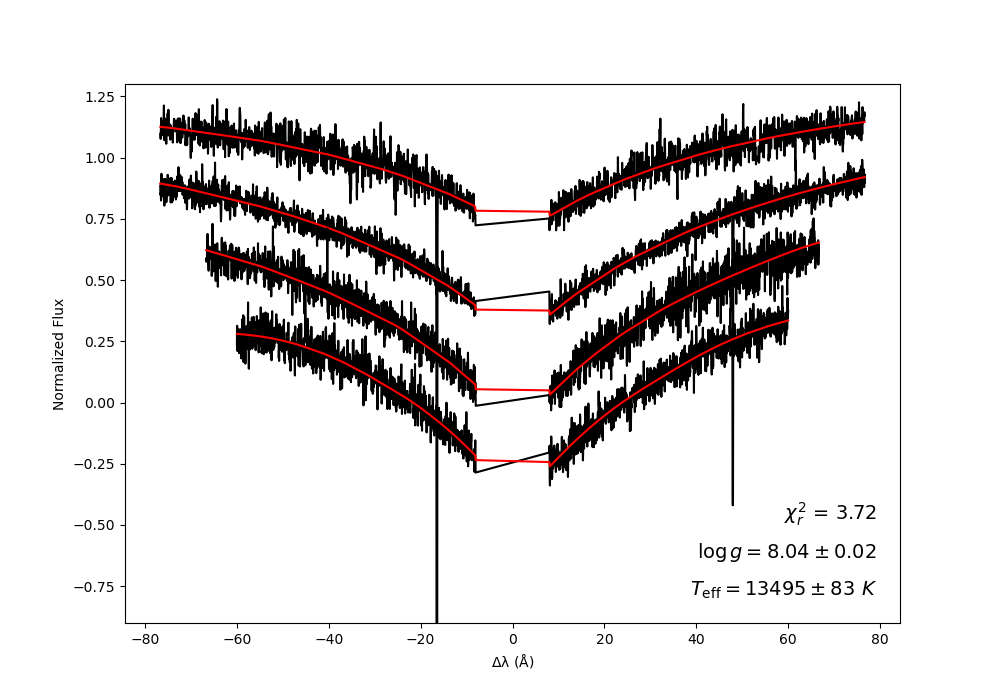 1.25
1.00
0.75
0.50
0.25
0.00
−0.25
−0.50
−0.75
Normalized Flux
χ²ᵣ = 3.72
log g = 8.04 ± 0.02
T_eff = 13495 ± 83 K
−80 −60 −40 −20 0 20 40 60 80
Δλ (Å)